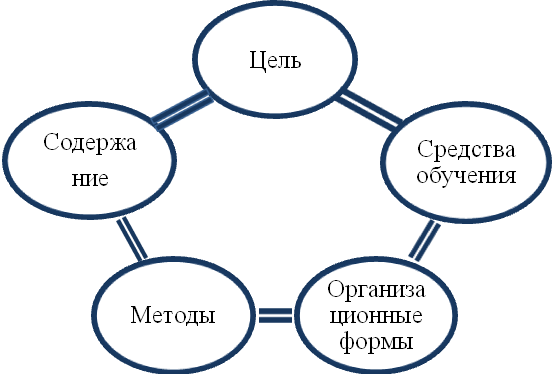 Цель
Содержа
ние
Средства
обучения
Методы
Организа
ционные
формы